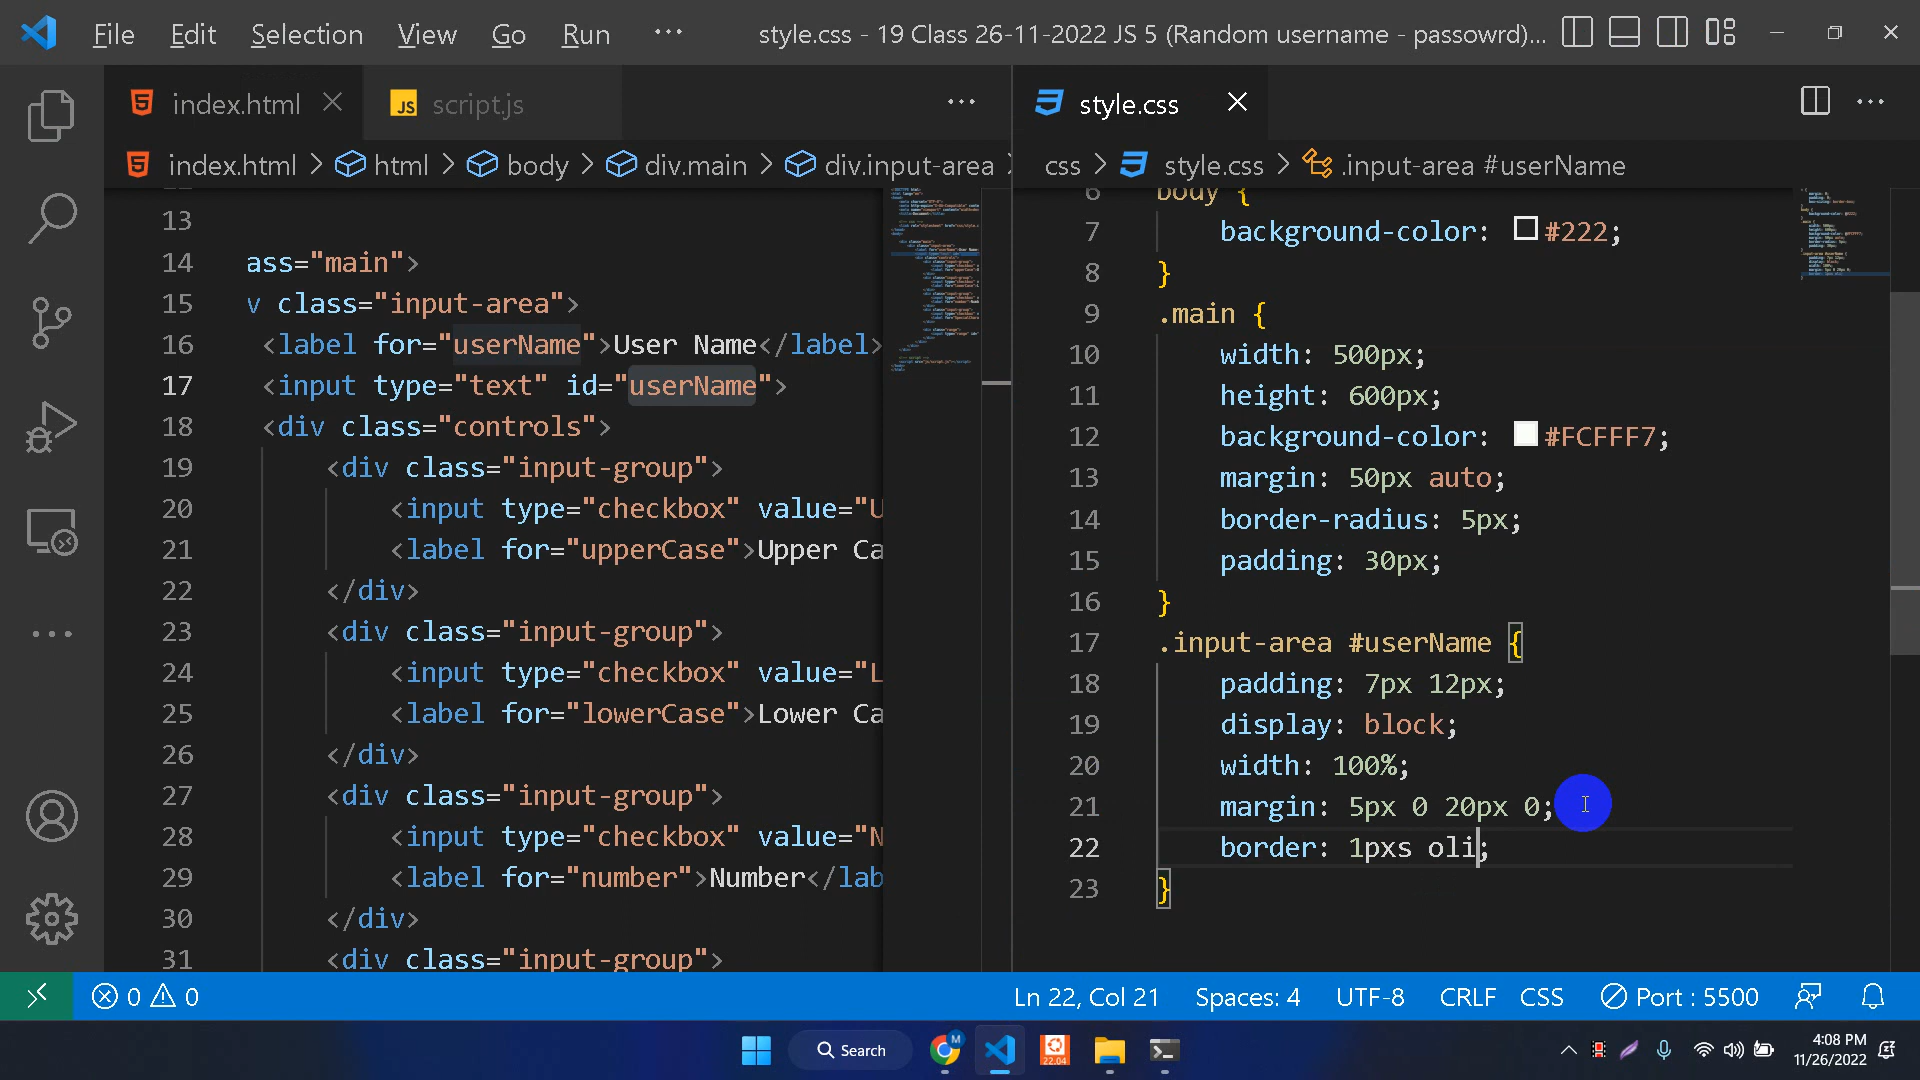 File Edit Selection View Go Run ··· style.css - 19 Class 26-11-2022 JS 5 (Random username - passowrd)...
index.html
JS script.js
style.css
index.html > html > body > div.main > div.input-area
css > style.css > .input-area #userName
13
14 ass="main">
15 v class="input-area">
16 <label for="userName">User Name</label>
17 <input type="text" id="userName">
18 <div class="controls">
19 <div class="input-group">
20 <input type="checkbox" value="U
21 <label for="upperCase">Upper Ca
22 </div>
23 <div class="input-group">
24 <input type="checkbox" value="L
25 <label for="lowerCase">Lower Ca
26 </div>
27 <div class="input-group">
28 <input type="checkbox" value="N
29 <label for="number">Number</lab
30 </div>
31 <div class="input-group">
6 body {
7 background-color: #222;
8 }
9 .main {
10 width: 500px;
11 height: 600px;
12 background-color: #FCFFF7;
13 margin: 50px auto;
14 border-radius: 5px;
15 padding: 30px;
16 }
17 .input-area #userName {
18 padding: 7px 12px;
19 display: block;
20 width: 100%;
21 margin: 5px 0 20px 0;
22 border: 1pxs oli;
23 }
0 0 Ln 22, Col 21 Spaces: 4 UTF-8 CRLF CSS Port : 5500
Search
M
22.04
4:08 PM
11/26/2022